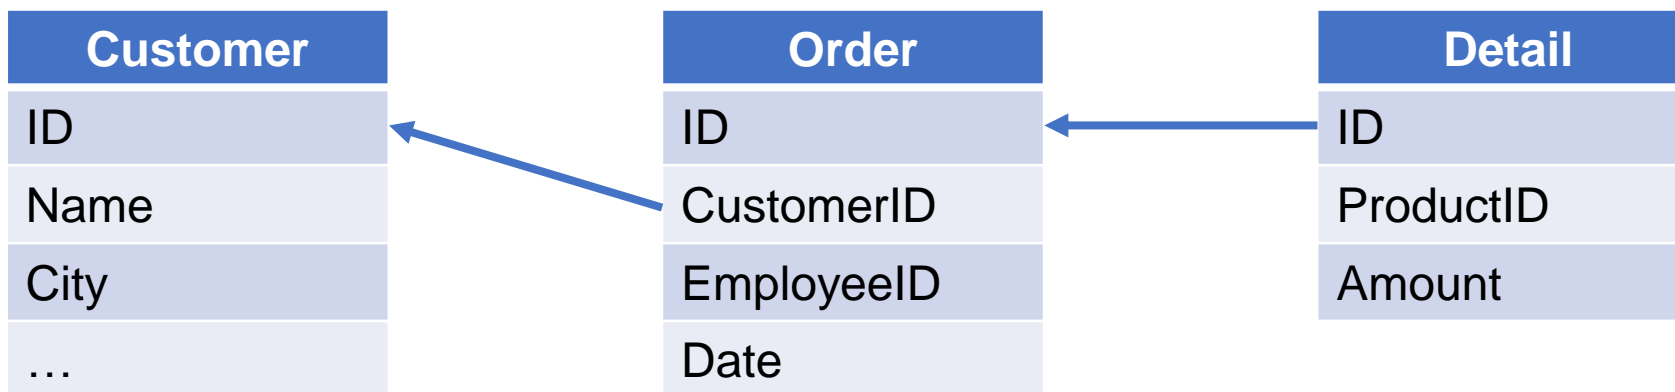 Customer
ID
Name
City
…
Order
ID
CustomerID
EmployeeID
Date
Detail
ID
ProductID
Amount